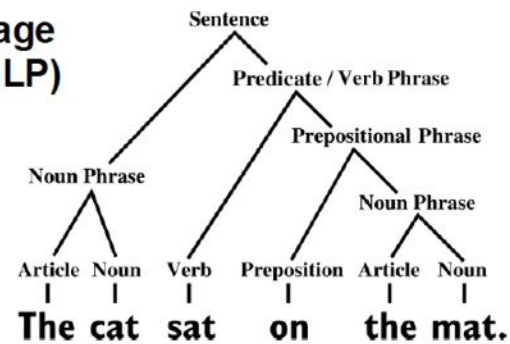 age
LP)
Sentence
Predicate / Verb Phrase
Prepositional Phrase
Noun Phrase
Noun Phrase
Article Noun Verb Preposition Article Noun
The cat sat on the mat.